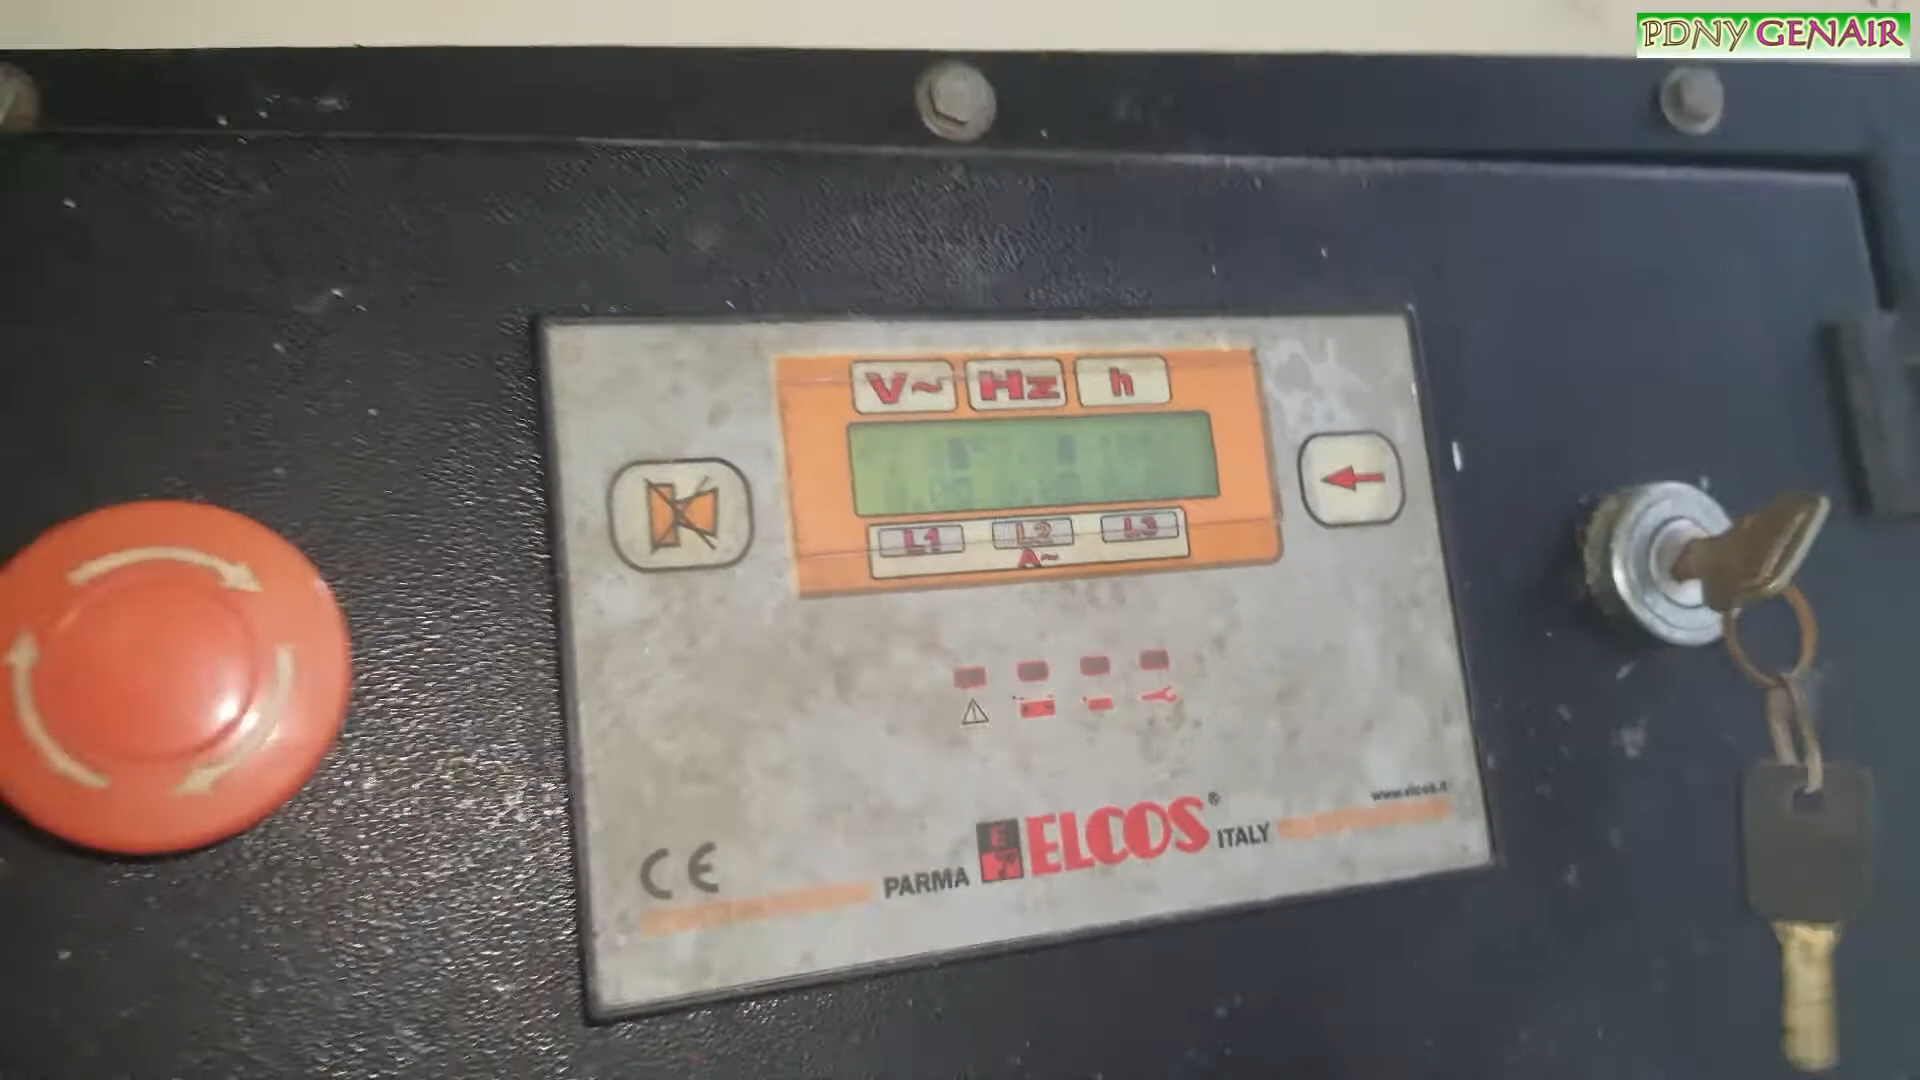 PDNY GENAIR
V~ Hz h
L1 L2 L3
A~
www.elcos.it
CE
PARMA ELCOS® ITALY